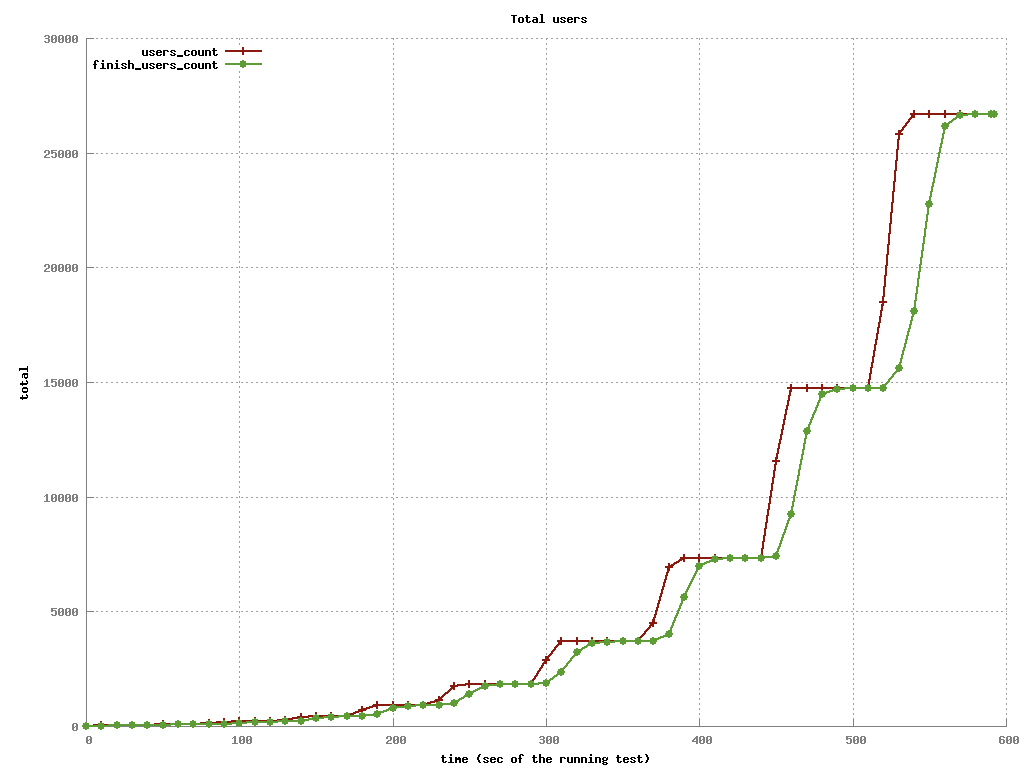 Total users
30000
users_count
finish_users_count
25000
20000
15000
10000
5000
0
total
0 100 200 300 400 500 600
time (sec of the running test)